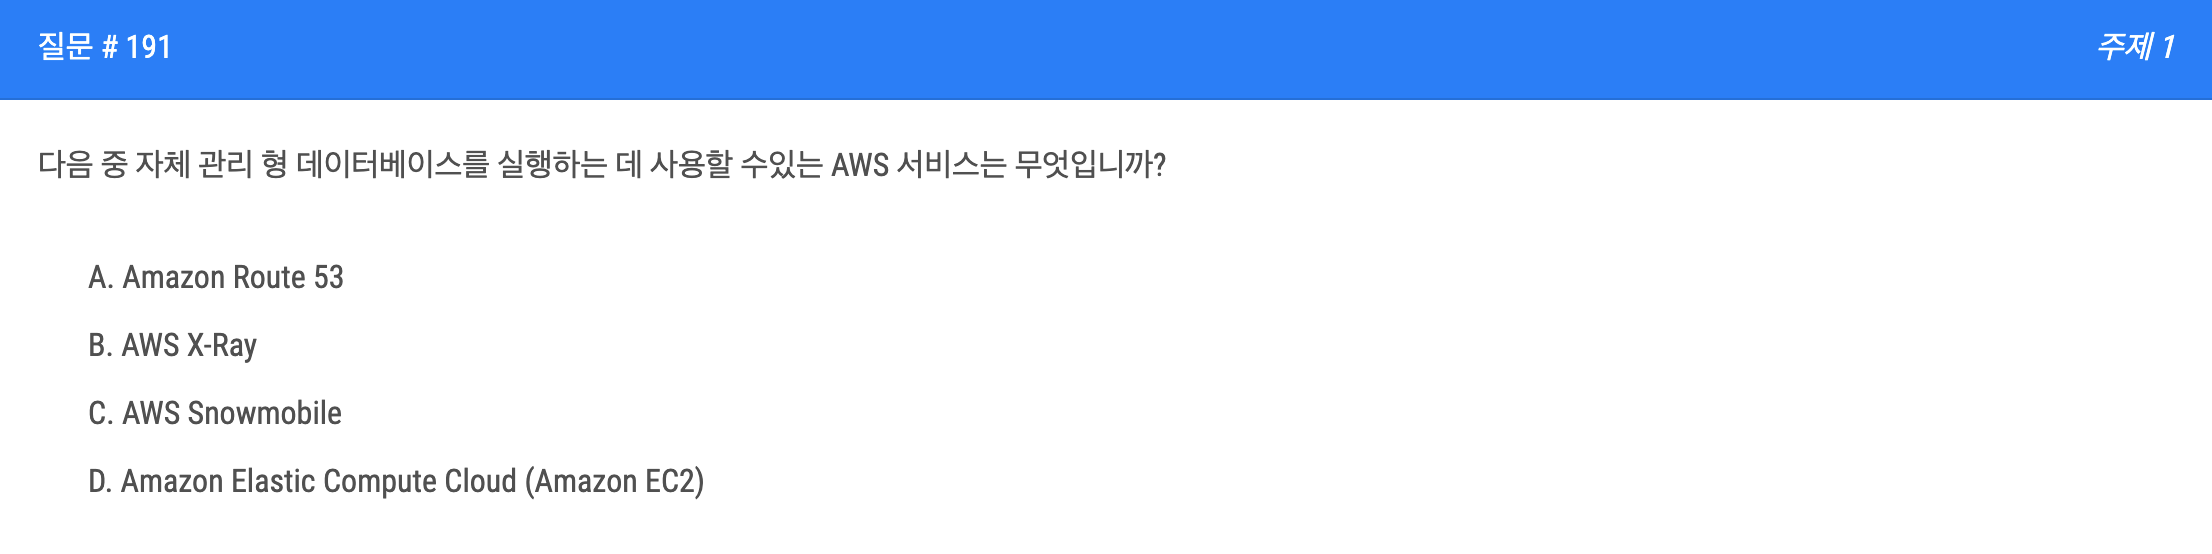 질문 # 191
주제 1
다음 중 자체 관리 형 데이터베이스를 실행하는 데 사용할 수있는 AWS 서비스는 무엇입니까?
A. Amazon Route 53
B. AWS X-Ray
C. AWS Snowmobile
D. Amazon Elastic Compute Cloud (Amazon EC2)